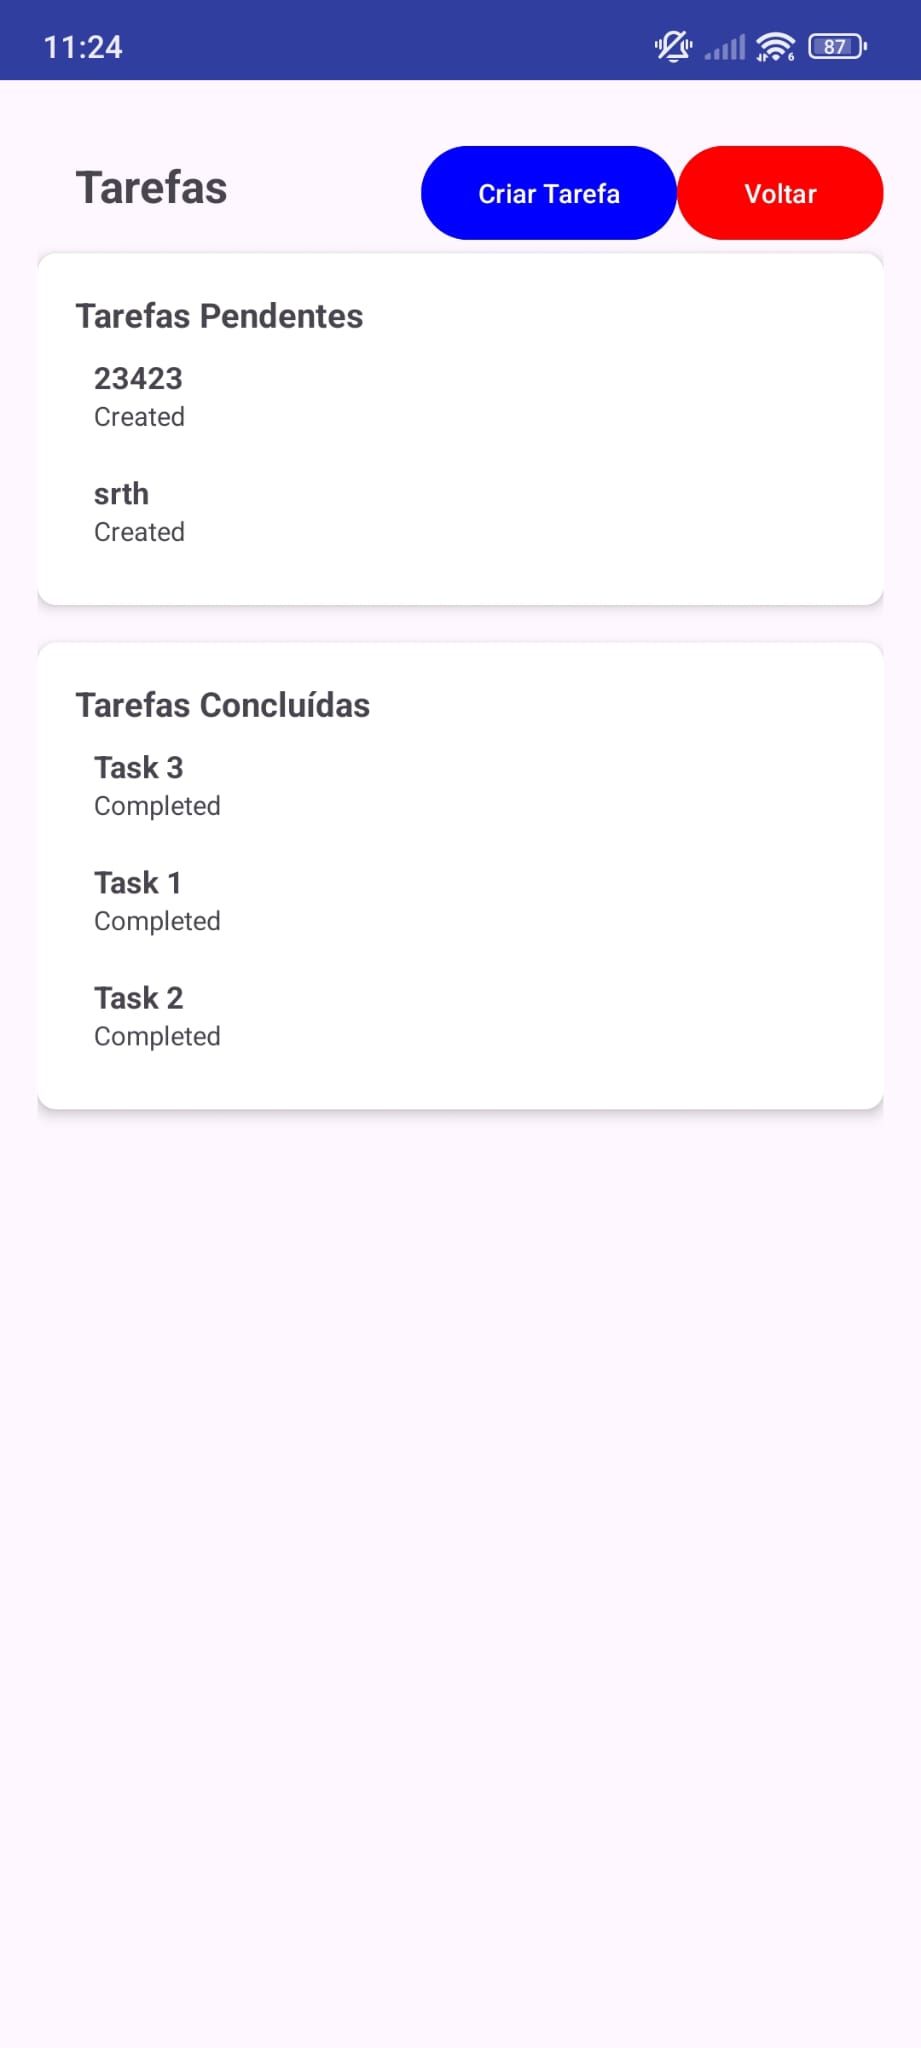 11:24
6
87
Tarefas
Criar Tarefa
Voltar
Tarefas Pendentes
23423
Created
srth
Created
Tarefas Concluídas
Task 3
Completed
Task 1
Completed
Task 2
Completed